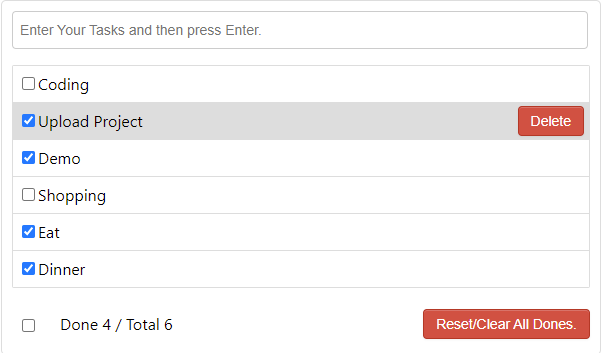 Enter Your Tasks and then press Enter.
Coding
Upload Project Delete
Demo
Shopping
Eat
Dinner
Done 4 / Total 6 Reset/Clear All Dones.